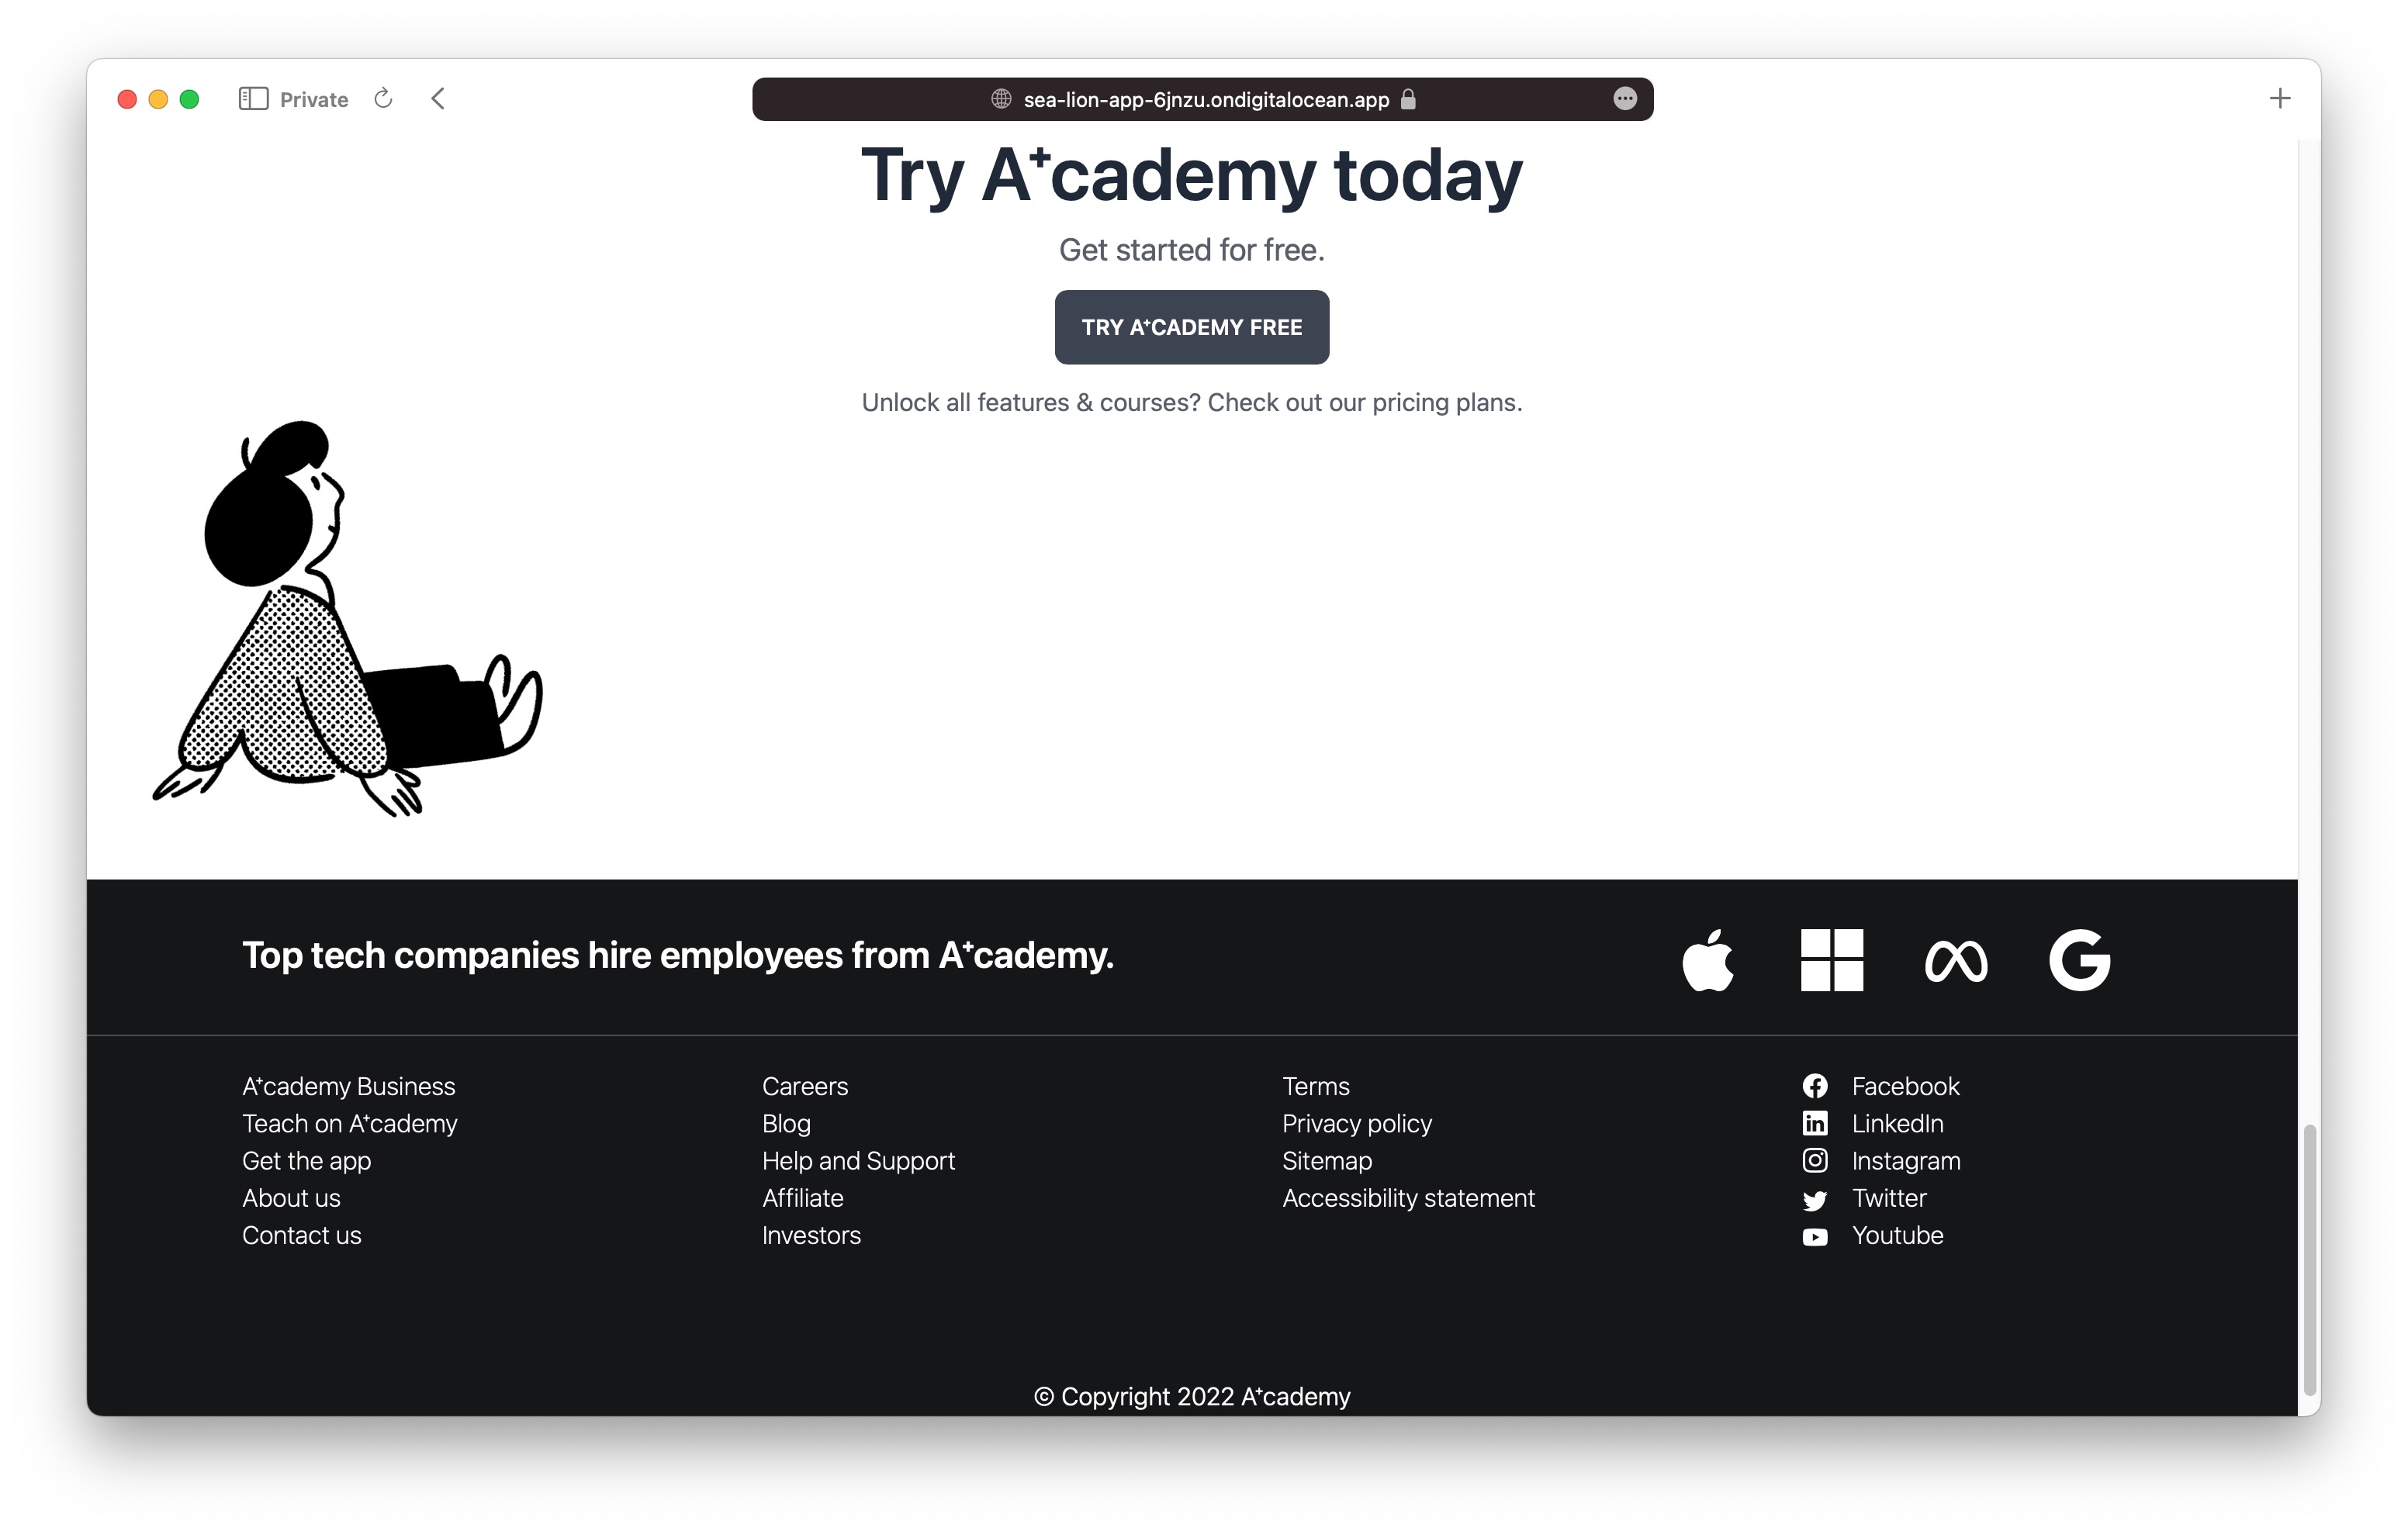 Private
sea-lion-app-6jnzu.ondigitalocean.app
Try A⁺cademy today
Get started for free.
TRY A⁺CADEMY FREE
Unlock all features & courses? Check out our pricing plans.
Top tech companies hire employees from A⁺cademy.
A⁺cademy Business
Teach on A⁺cademy
Get the app
About us
Contact us
Careers
Blog
Help and Support
Affiliate
Investors
Terms
Privacy policy
Sitemap
Accessibility statement
Facebook
LinkedIn
Instagram
Twitter
Youtube
© Copyright 2022 A⁺cademy